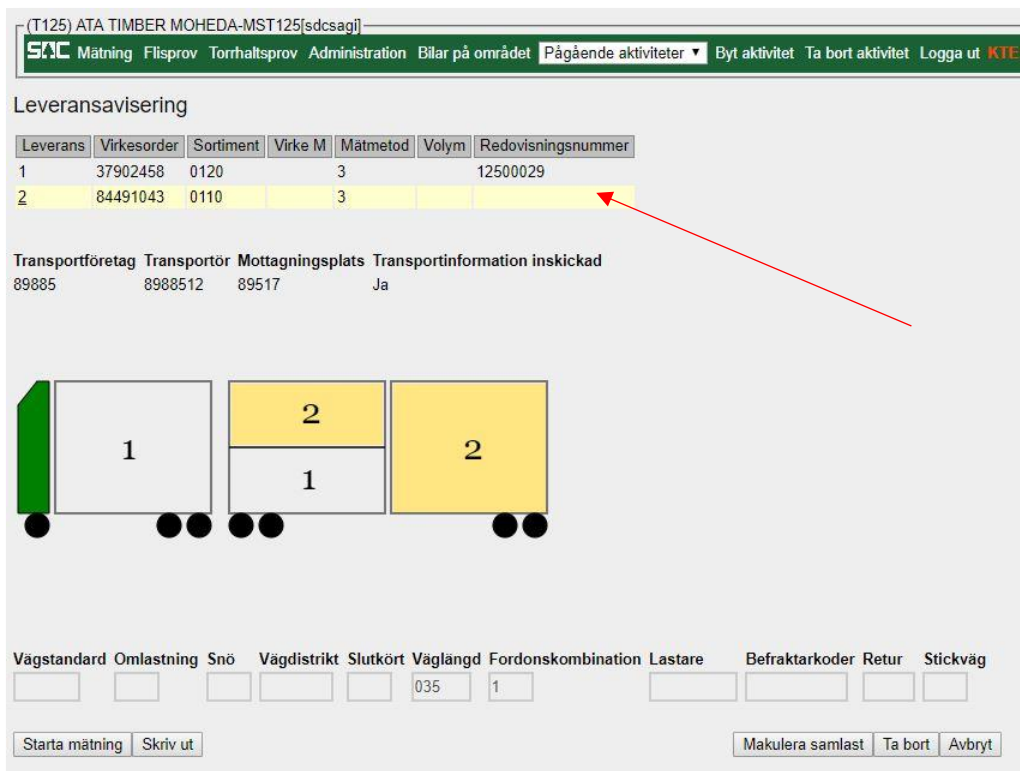 (T125) ATA TIMBER MOHEDA-MST125[sdcsagi]
SDC Mätning Flisprov Torrhaltsprov Administration Bilar på området Pågående aktiviteter Byt aktivitet Ta bort aktivitet Logga ut KTE
Leveransavisering
Leverans Virkesorder Sortiment Virke M Mätmetod Volym Redovisningsnummer
1 37902458 0120 3 12500029
2 84491043 0110 3
Transportföretag Transportör Mottagningsplats Transportinformation inskickad
89885 8988512 89517 Ja
2
1 2
1
Vägstandard Omlastning Snö Vägdistrikt Slutkört Väglängd Fordonskombination Lastare Befraktarkoder Retur Stickväg
035 1
Starta mätning Skriv ut Makulera samlast Ta bort Avbryt